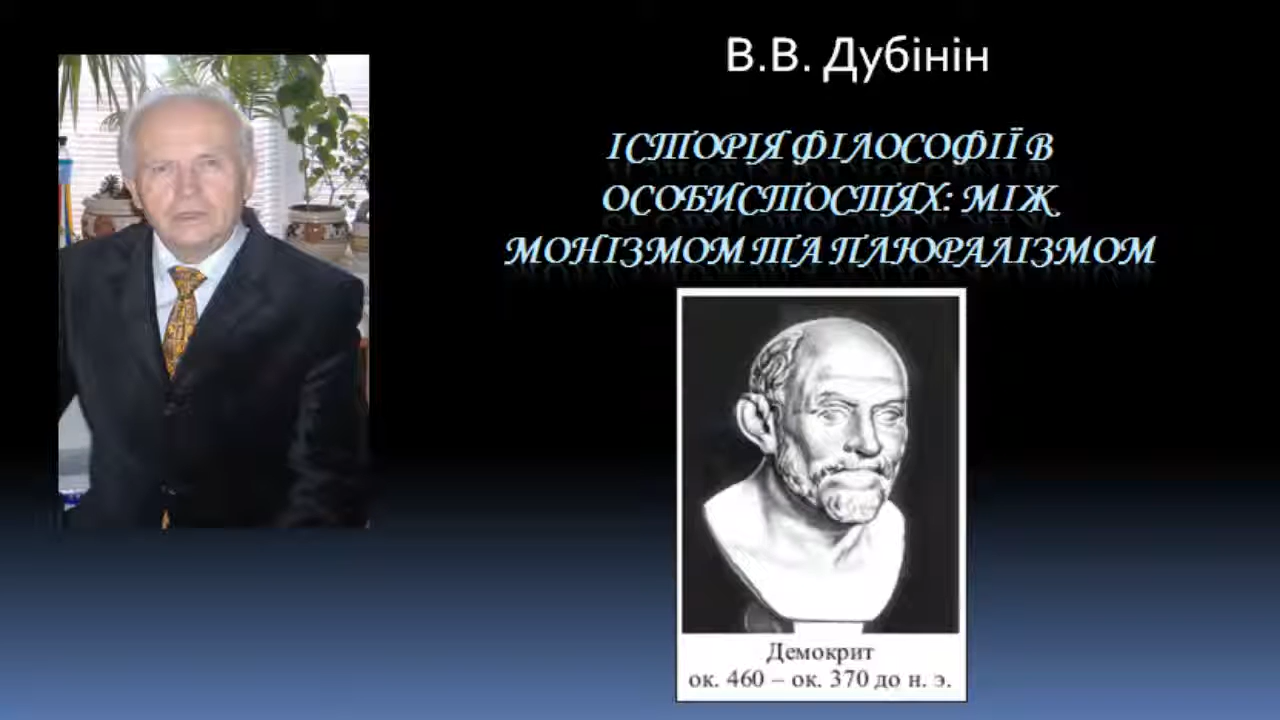 В.В. Дубінін
ІСТОРІЯ ФІЛОСОФІЇ В
ОСОБИСТОСТЯХ: МІЖ
МОНІЗМОМ ТА ПЛЮРАЛІЗМОМ
Демокрит
ок. 460 – ок. 370 до н. э.